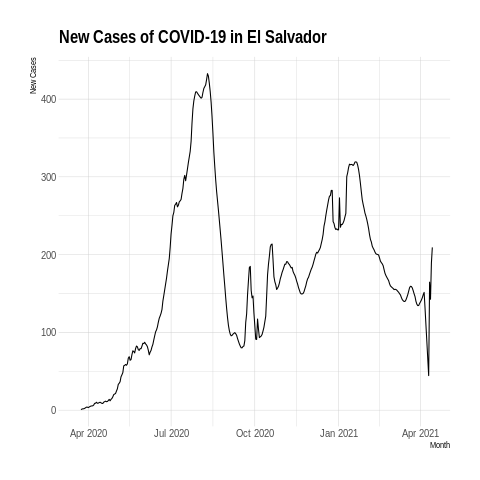 New Cases of COVID-19 in El Salvador
New Cases
400
300
200
100
0
Apr 2020 Jul 2020 Oct 2020 Jan 2021 Apr 2021
Month